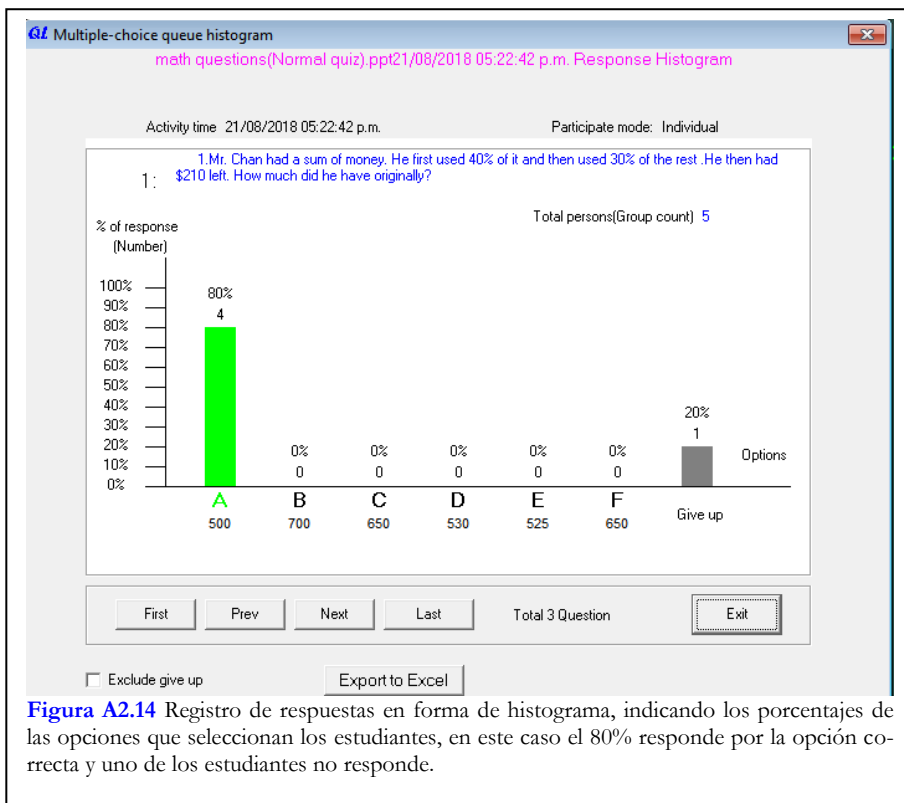 QL Multiple-choice queue histogram
math questions(Normal quiz).ppt21/08/2018 05:22:42 p.m. Response Histogram
Activity time 21/08/2018 05:22:42 p.m. Participate mode: Individual
1: 1.Mr. Chan had a sum of money. He first used 40% of it and then used 30% of the rest .He then had
$210 left. How much did he have originally?
Total persons(Group count) 5
% of response
(Number)
100%
90%
80%
70%
60%
50%
40%
30%
20%
10%
0%
80%
4
0% 0% 0% 0% 0% 20%
0 0 0 0 0 1
Options
A B C D E F Give up
500 700 650 530 525 650
First Prev Next Last Total 3 Question Exit
Exclude give up Export to Excel
Figura A2.14 Registro de respuestas en forma de histograma, indicando los porcentajes de
las opciones que seleccionan los estudiantes, en este caso el 80% responde por la opción co-
rrecta y uno de los estudiantes no responde.